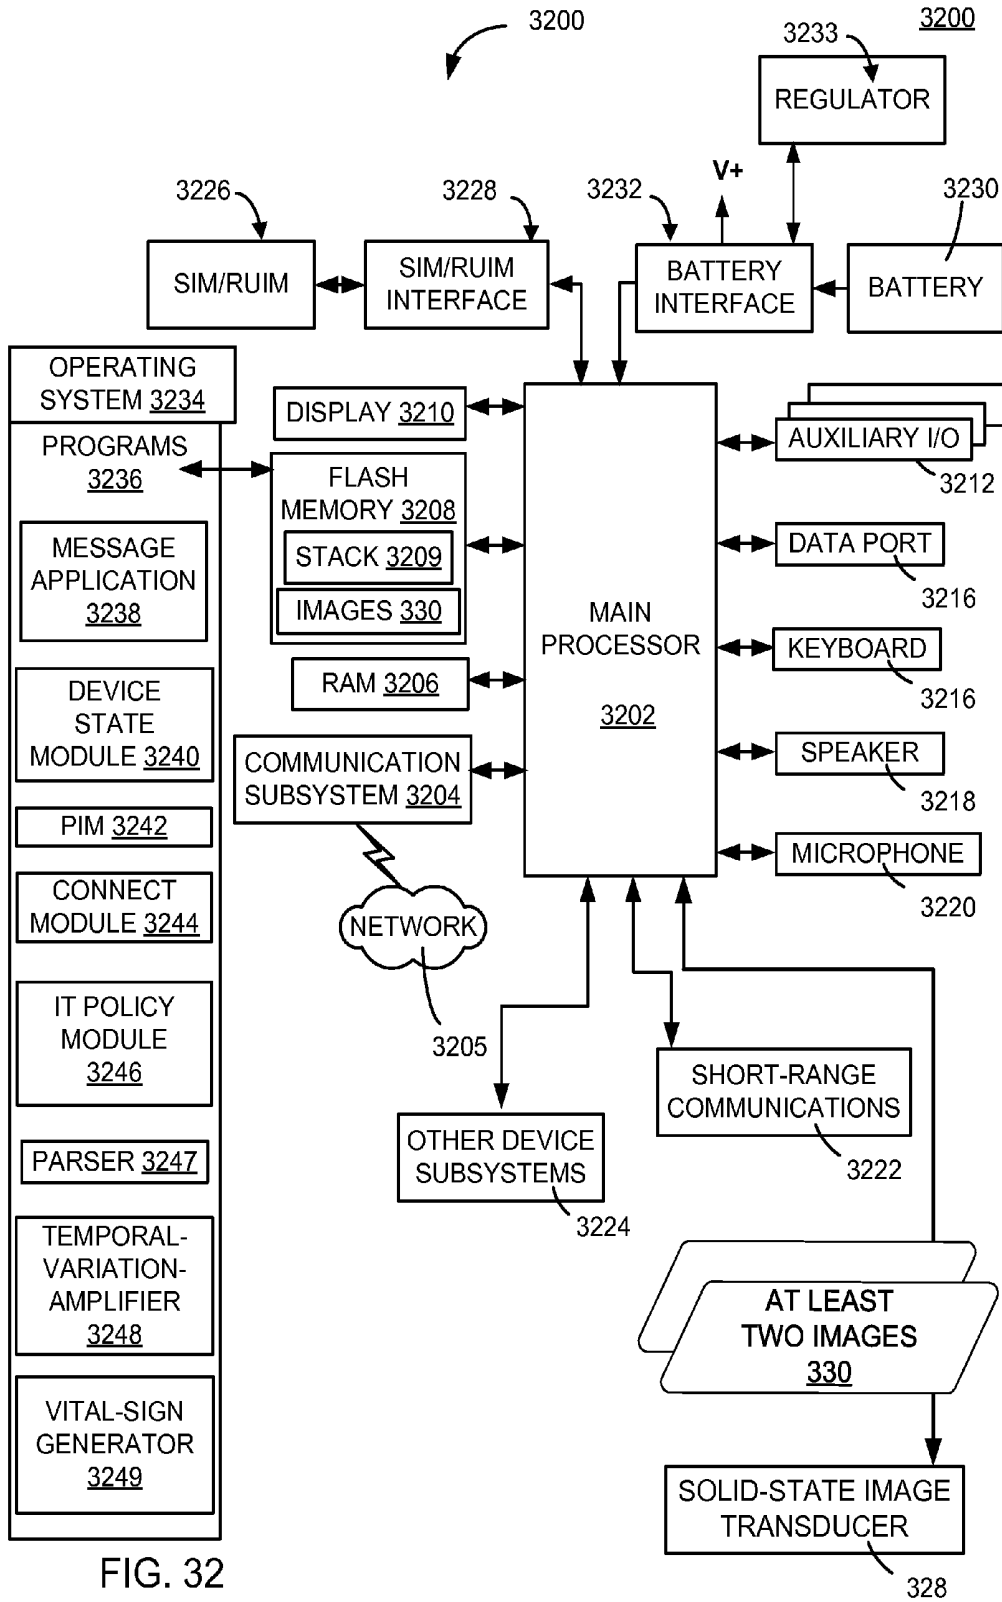 3200
3200
3233
REGULATOR
V+
3226
3228
3232
3230
SIM/RUIM
SIM/RUIM
INTERFACE
BATTERY
INTERFACE
BATTERY
OPERATING
SYSTEM 3234
PROGRAMS
3236
MESSAGE
APPLICATION
3238
DEVICE
STATE
MODULE 3240
PIM 3242
CONNECT
MODULE 3244
IT POLICY
MODULE
3246
PARSER 3247
TEMPORAL-
VARIATION-
AMPLIFIER
3248
VITAL-SIGN
GENERATOR
3249
DISPLAY 3210
FLASH
MEMORY 3208
STACK 3209
IMAGES 330
RAM 3206
COMMUNICATION
SUBSYSTEM 3204
NETWORK
3205
MAIN
PROCESSOR
3202
AUXILIARY I/O
3212
DATA PORT
3216
KEYBOARD
3216
SPEAKER
3218
MICROPHONE
3220
SHORT-RANGE
COMMUNICATIONS
3222
OTHER DEVICE
SUBSYSTEMS
3224
AT LEAST
TWO IMAGES
330
SOLID-STATE IMAGE
TRANSDUCER
328
FIG. 32